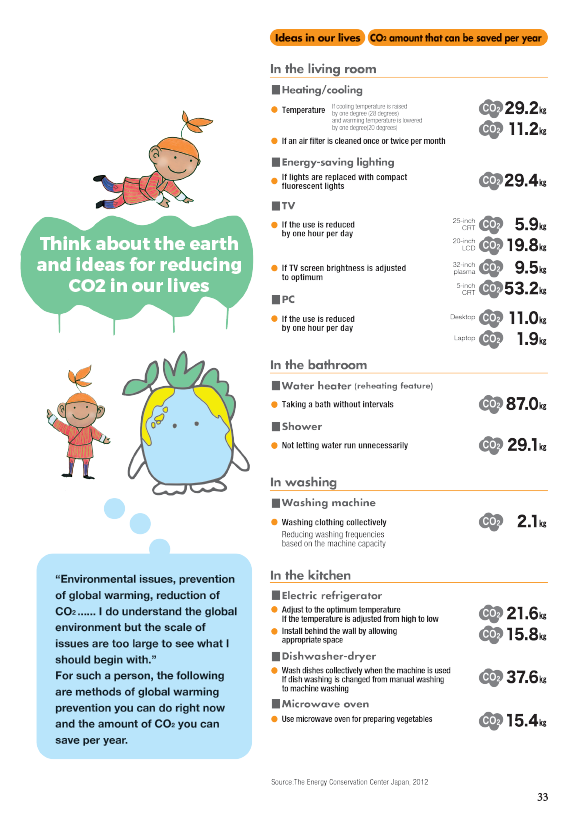 Ideas in our lives CO2 amount that can be saved per year
Think about the earth
and ideas for reducing
CO2 in our lives
“Environmental issues, prevention
of global warming, reduction of
CO2 ...... I do understand the global
environment but the scale of
issues are too large to see what I
should begin with.”
For such a person, the following
are methods of global warming
prevention you can do right now
and the amount of CO2 you can
save per year.
In the living room
Heating/cooling
Temperature
If cooling temperature is raised
by one degree (28 degrees)
and warming temperature is lowered
by one degree(20 degrees)
CO2 29.2kg
CO2 11.2kg
If an air filter is cleaned once or twice per month
Energy-saving lighting
If lights are replaced with compact
fluorescent lights
CO2 29.4kg
TV
If the use is reduced
by one hour per day
25-inch
CRT CO2 5.9kg
20-inch
LCD CO2 19.8kg
If TV screen brightness is adjusted
to optimum
32-inch
plasma CO2 9.5kg
5-inch
CRT CO2 53.2kg
PC
If the use is reduced
by one hour per day
Desktop CO2 11.0kg
Laptop CO2 1.9kg
In the bathroom
Water heater (reheating feature)
Taking a bath without intervals CO2 87.0kg
Shower
Not letting water run unnecessarily CO2 29.1kg
In washing
Washing machine
Washing clothing collectively CO2 2.1kg
Reducing washing frequencies
based on the machine capacity
In the kitchen
Electric refrigerator
Adjust to the optimum temperature
If the temperature is adjusted from high to low
CO2 21.6kg
Install behind the wall by allowing
appropriate space
CO2 15.8kg
Dishwasher-dryer
Wash dishes collectively when the machine is used
If dish washing is changed from manual washing
to machine washing
CO2 37.6kg
Microwave oven
Use microwave oven for preparing vegetables CO2 15.4kg
Source:The Energy Conservation Center Japan, 2012
33